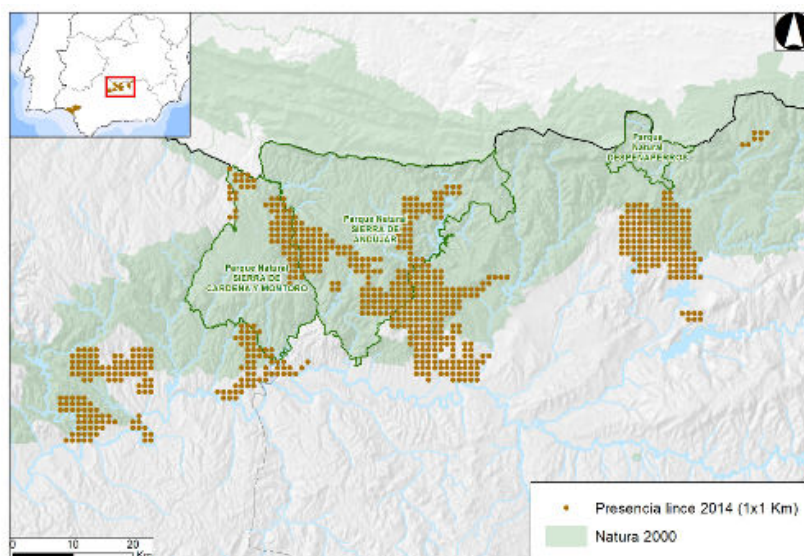 Parque
Natural
DESPEÑAPERROS
Parque Natural
SIERRA DE
ANDÚJAR
Parque Natural
SIERRA DE
CARDEÑA Y MONTORO
Presencia lince 2014 (1x1 Km)
Natura 2000
0 10 20
Km